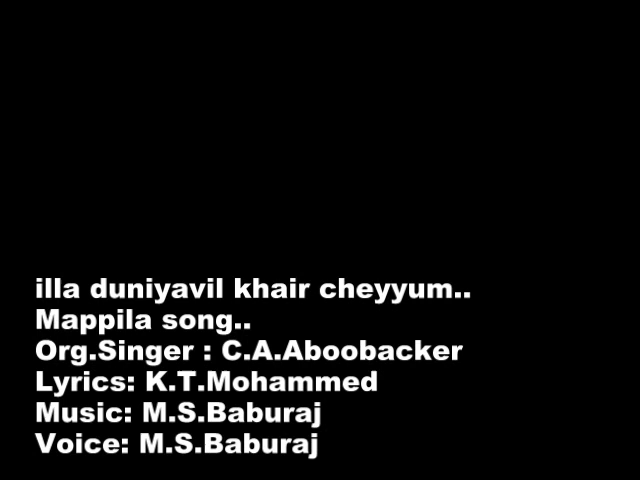 illa duniyavil khair cheyyum..
Mappila song..
Org.Singer : C.A.Aboobacker
Lyrics: K.T.Mohammed
Music: M.S.Baburaj
Voice: M.S.Baburaj